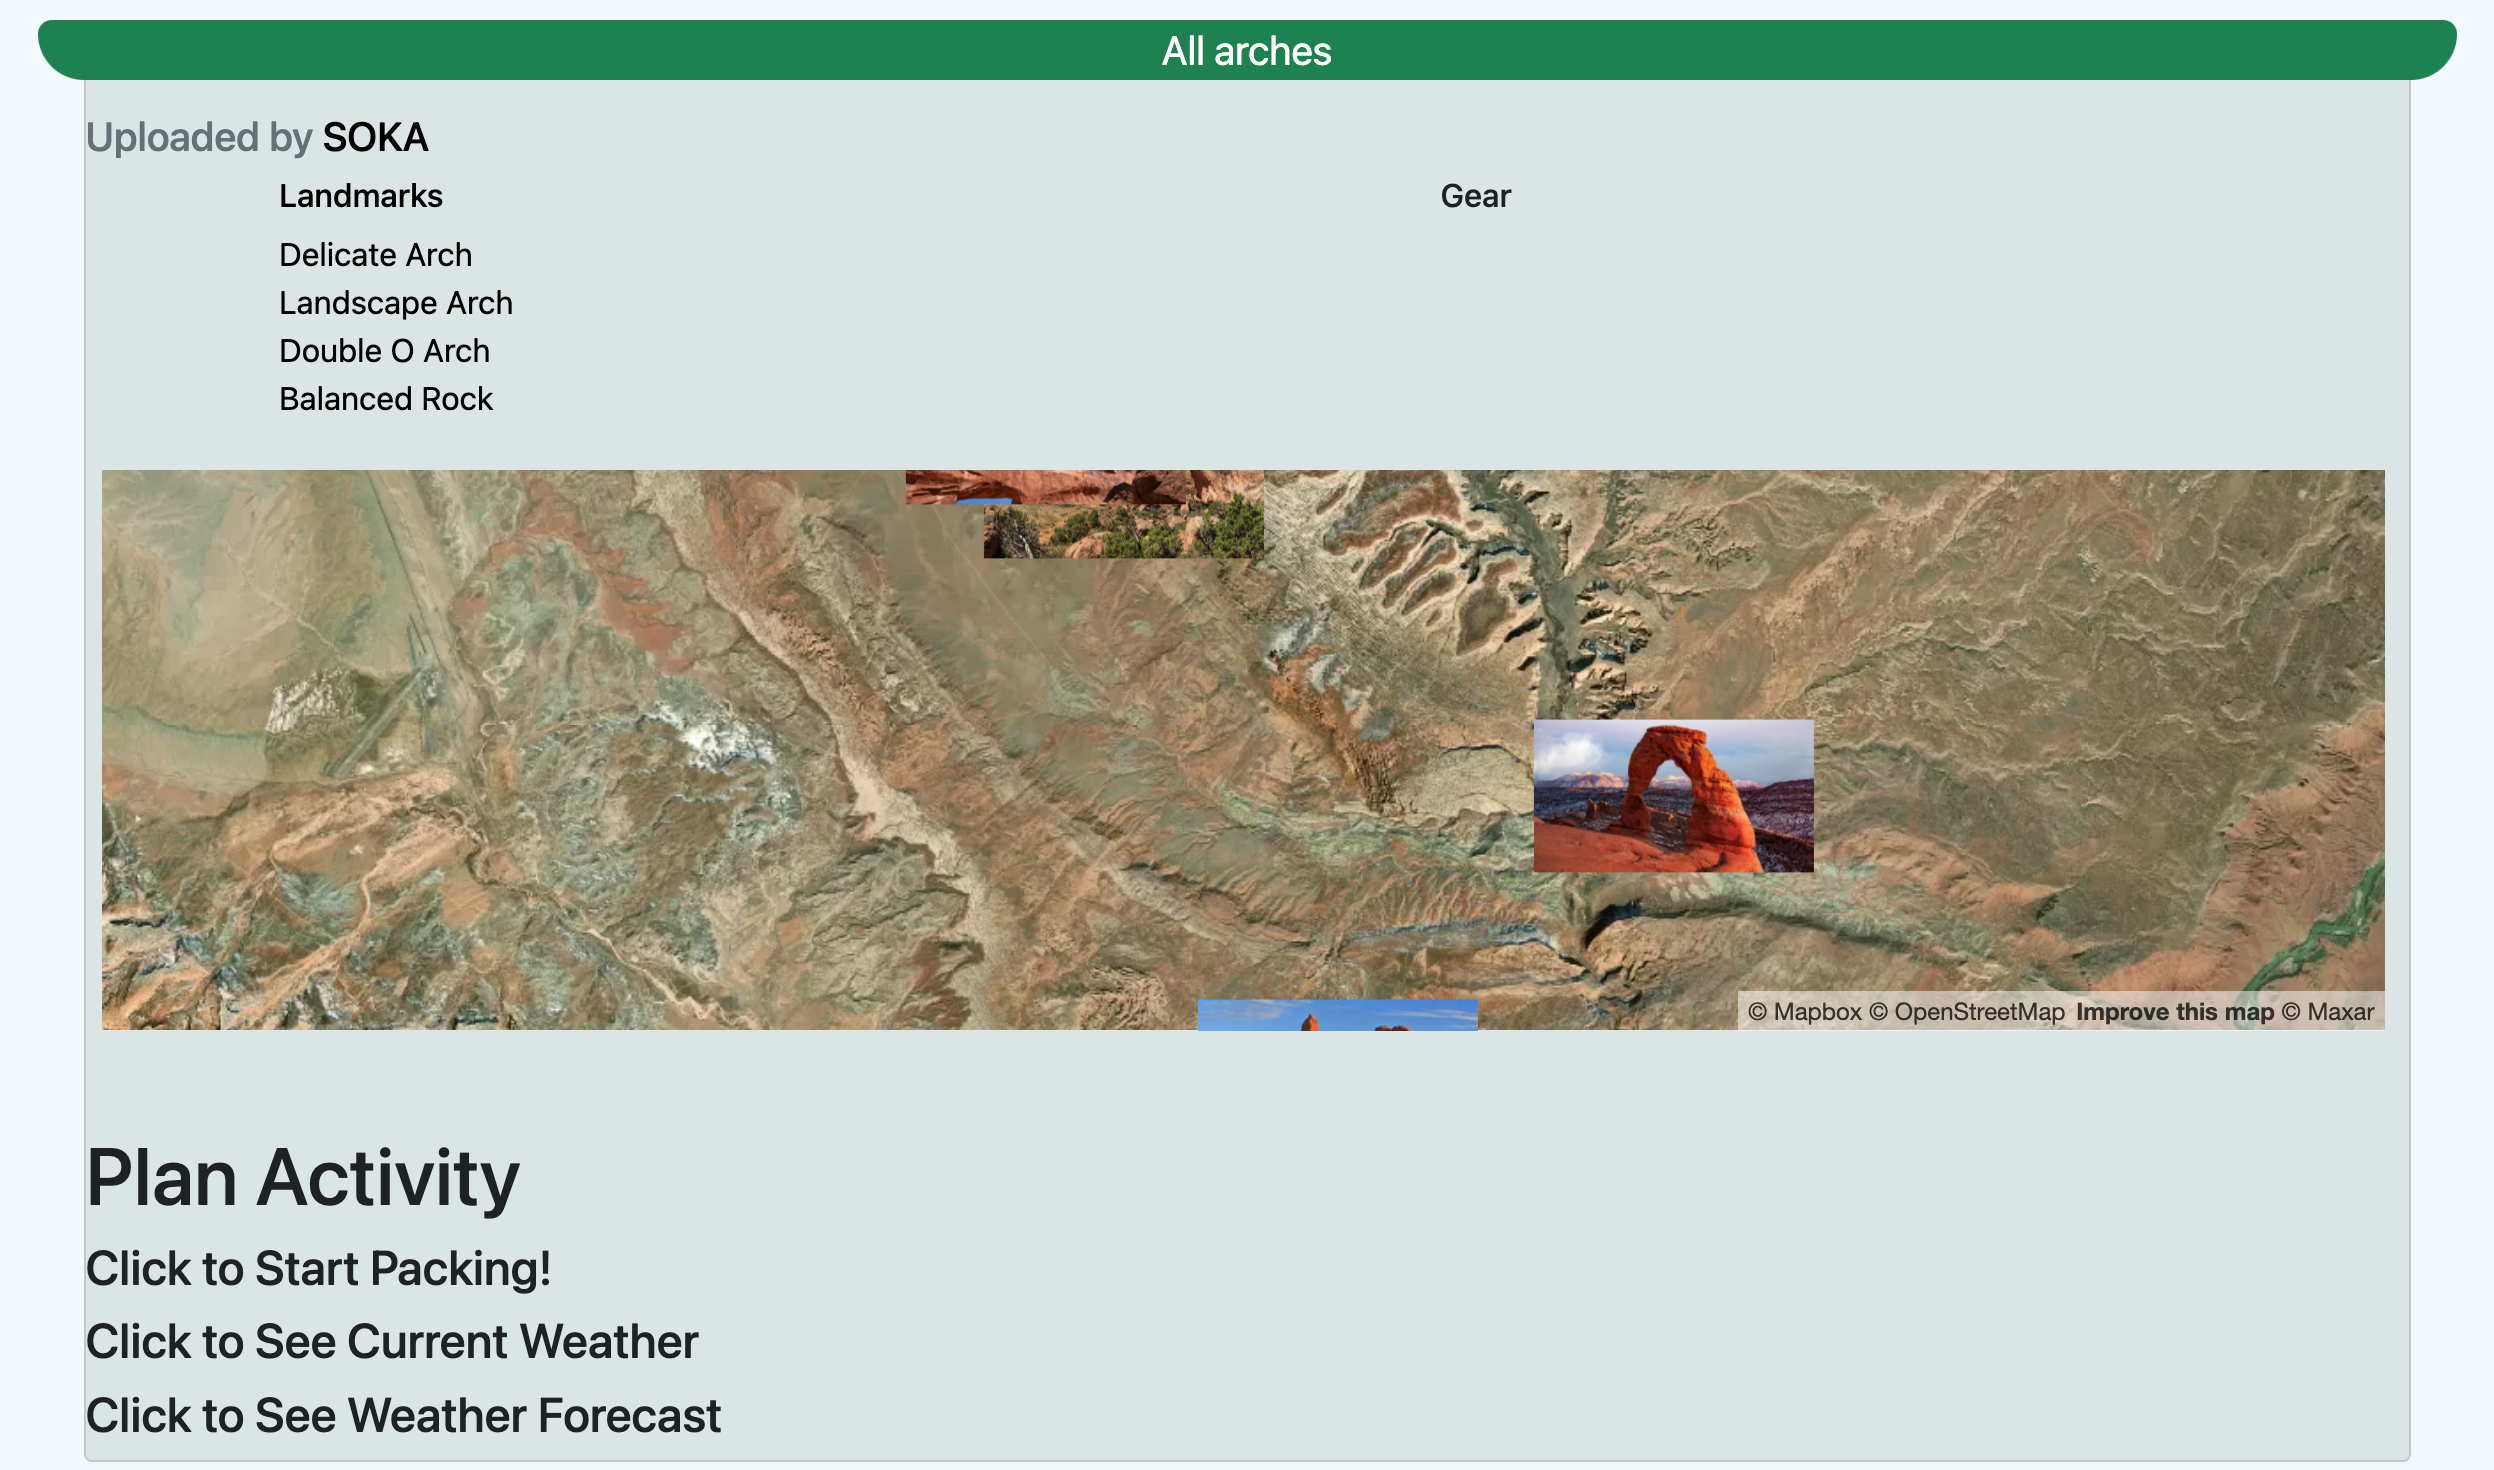 All arches
Uploaded by SOKA
Landmarks
Delicate Arch
Landscape Arch
Double O Arch
Balanced Rock
Gear
© Mapbox © OpenStreetMap Improve this map © Maxar
Plan Activity
Click to Start Packing!
Click to See Current Weather
Click to See Weather Forecast